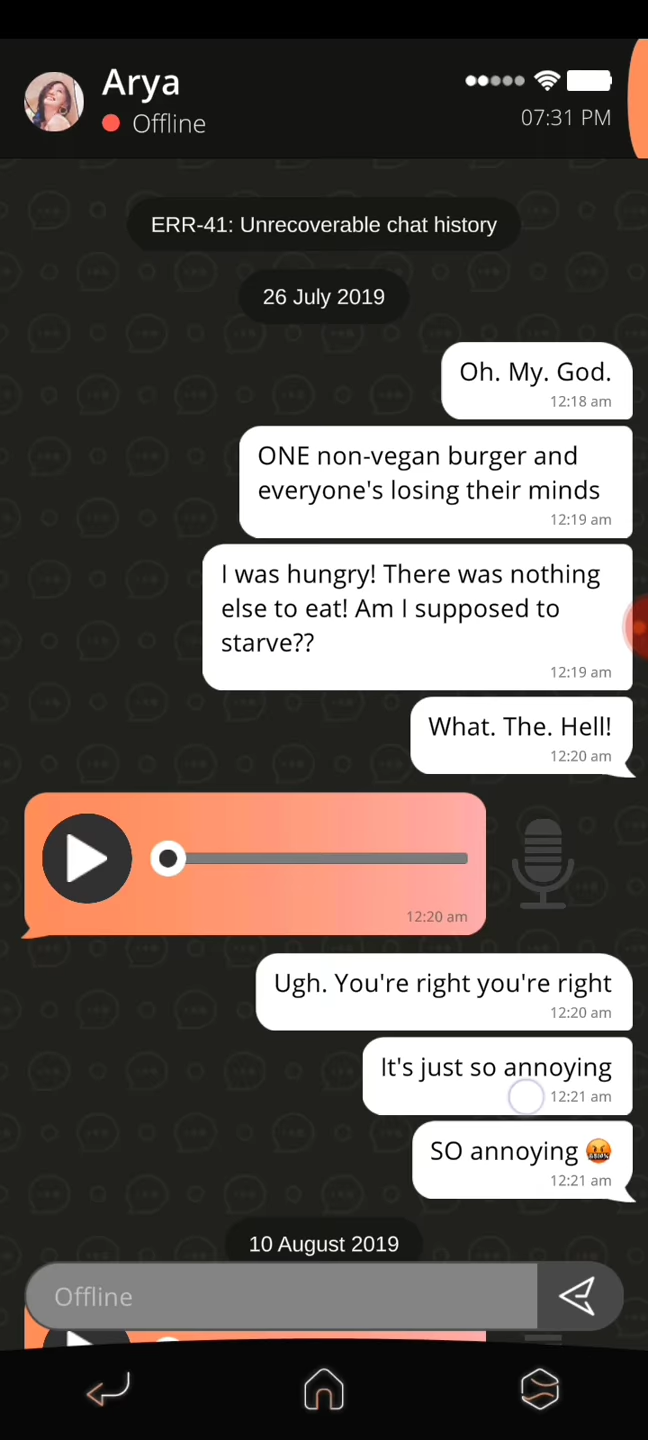 Arya
Offline
07:31 PM
ERR-41: Unrecoverable chat history
26 July 2019
Oh. My. God.
12:18 am
ONE non-vegan burger and
everyone's losing their minds
12:19 am
I was hungry! There was nothing
else to eat! Am I supposed to
starve??
12:19 am
What. The. Hell!
12:20 am
12:20 am
Ugh. You're right you're right
12:20 am
It's just so annoying
12:21 am
SO annoying 🤬
12:21 am
10 August 2019
Offline